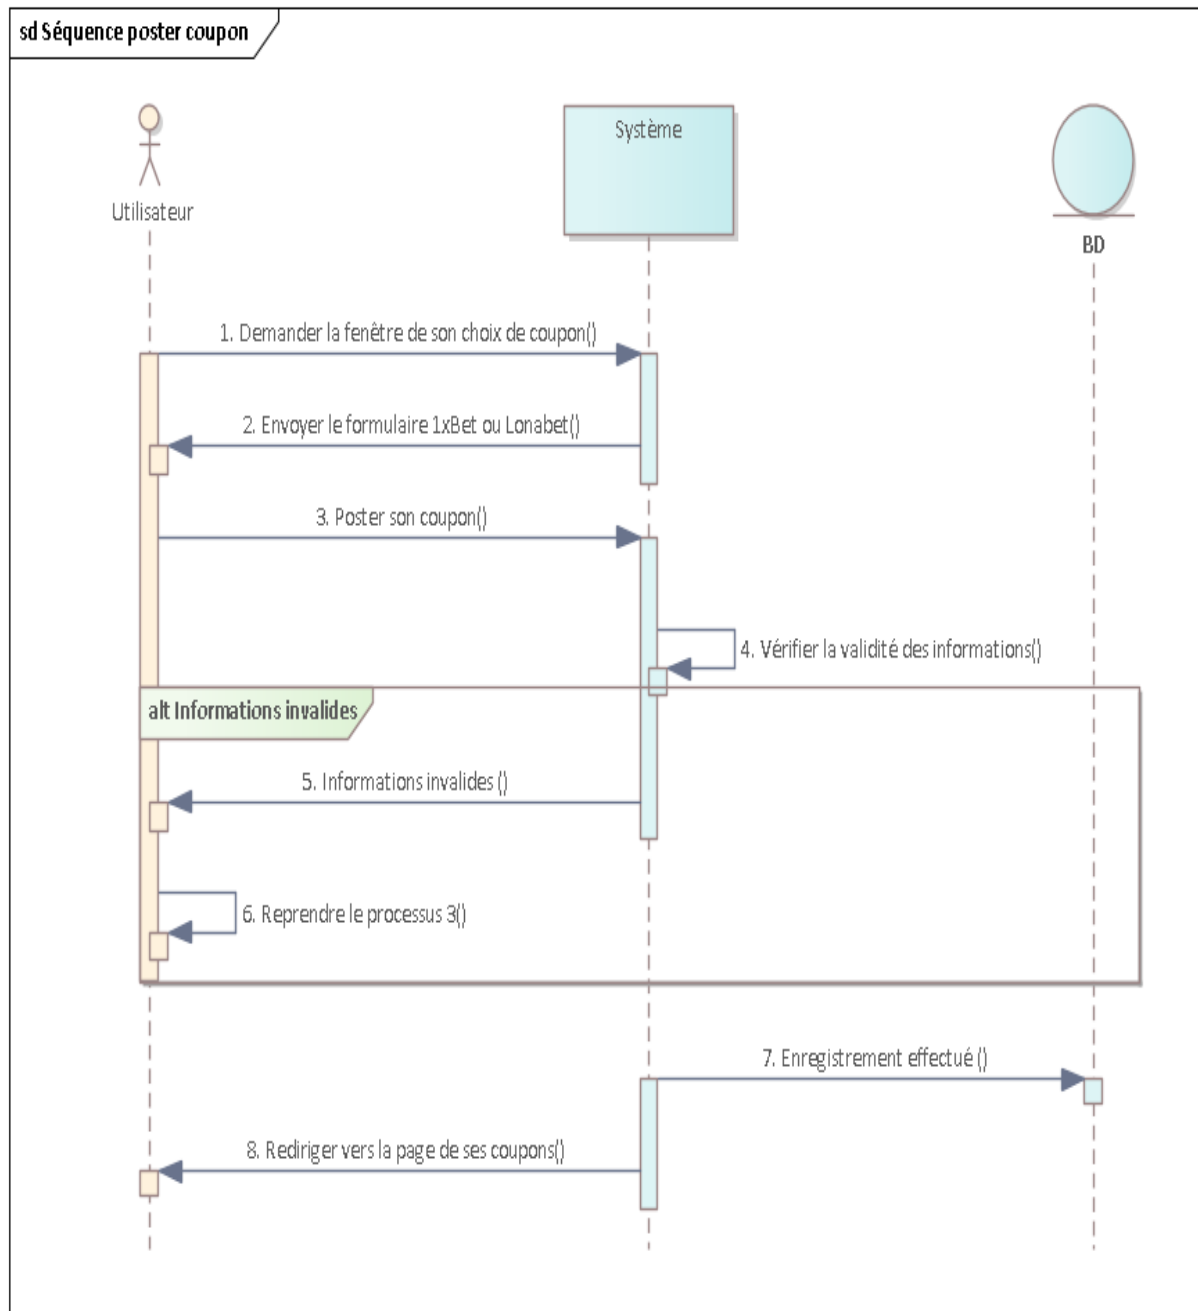 sd Séquence poster coupon
Système
Utilisateur
BD
1. Demander la fenêtre de son choix de coupon()
2. Envoyer le formulaire 1xBet ou Lonabet()
3. Poster son coupon()
4. Vérifier la validité des informations()
alt Informations invalides
5. Informations invalides ()
6. Reprendre le processus 3()
7. Enregistrement effectué ()
8. Rediriger vers la page de ses coupons()